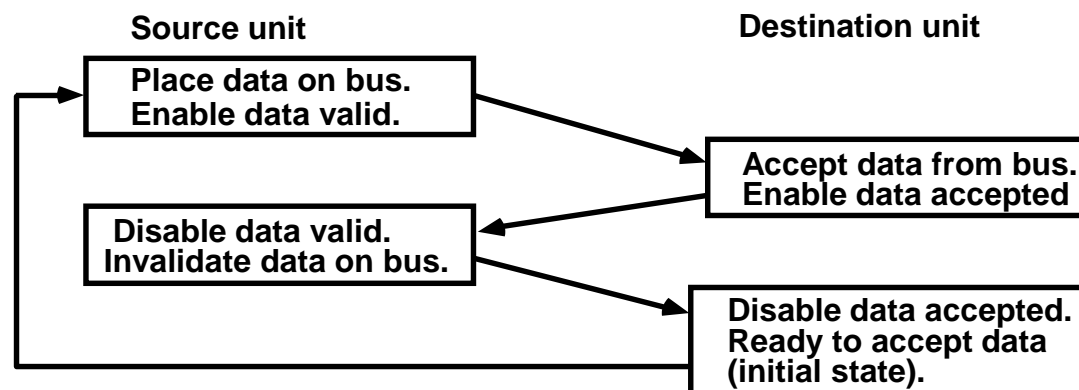 Source unit
Destination unit
Place data on bus.
Enable data valid.
Accept data from bus.
Enable data accepted
Disable data valid.
Invalidate data on bus.
Disable data accepted.
Ready to accept data
(initial state).